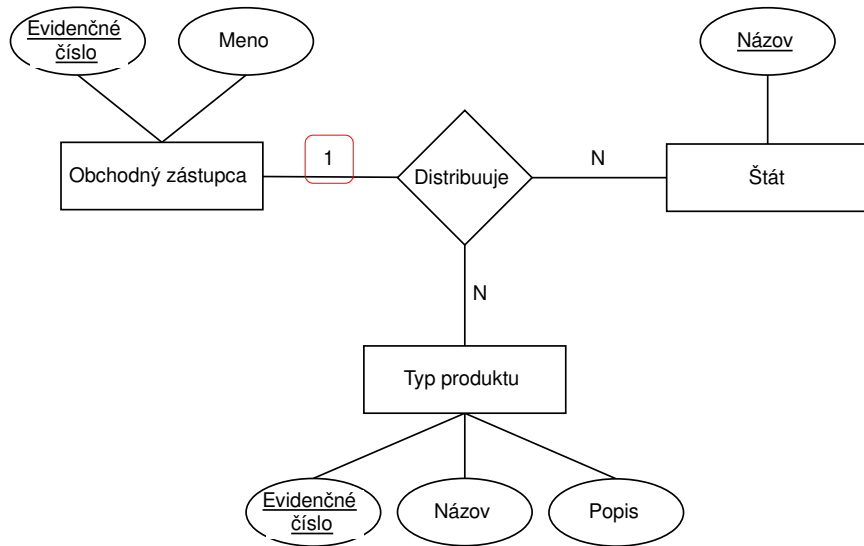 Evidenčné
číslo
Meno
Názov
Obchodný zástupca
1
Distribuuje
N
Štát
N
Typ produktu
Evidenčné
číslo
Názov
Popis